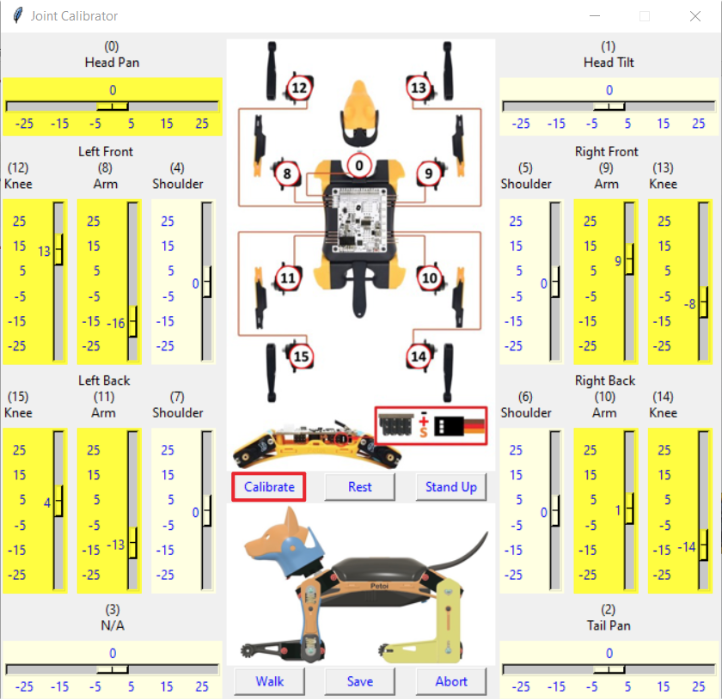 Joint Calibrator
(0)
Head Pan
0
-25 -15 -5 5 15 25
(1)
Head Tilt
0
-25 -15 -5 5 15 25
Left Front
(12) (8) (4)
Knee Arm Shoulder
25 25 25
15 15 15
13
5 5 5
0
-5 -5 -5
-15 -16 -15 -15
-25 -25 -25
12 13
0
8 9
11 10
15 14
Right Front
(5) (9) (13)
Shoulder Arm Knee
25 25 25
15 15 15
9
5 5 5
0
-5 -5 -5
-8
-15 -15 -15
-25 -25 -25
Left Back
(15) (11) (7)
Knee Arm Shoulder
25 25 25
15 15 15
5 5 5
4
0
-5 -5 -5
-15 -13 -15 -15
-25 -25 -25
-
+
S
Calibrate Rest Stand Up
Petoi
Walk Save Abort
Right Back
(6) (10) (14)
Shoulder Arm Knee
25 25 25
15 15 15
5 5 5
0 1
-5 -5 -5
-15 -15 -15 -14
-25 -25 -25
(3)
N/A
0
-25 -15 -5 5 15 25
(2)
Tail Pan
0
-25 -15 -5 5 15 25